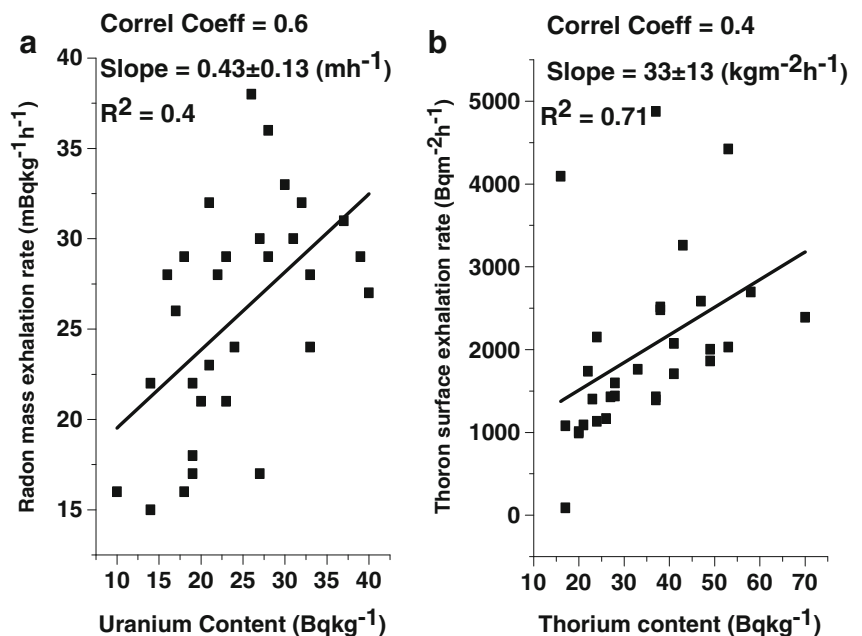 a
Correl Coeff = 0.6
Slope = 0.43±0.13 (mh⁻¹)
R² = 0.4
Radon mass exhalation rate (mBqkg⁻¹h⁻¹)
40
35
30
25
20
15
10 15 20 25 30 35 40
Uranium Content (Bqkg⁻¹)
b
Correl Coeff = 0.4
Slope = 33±13 (kgm⁻²h⁻¹)
R² = 0.71
Thoron surface exhalation rate (Bqm⁻²h⁻¹)
5000
4000
3000
2000
1000
0
10 20 30 40 50 60 70
Thorium content (Bqkg⁻¹)